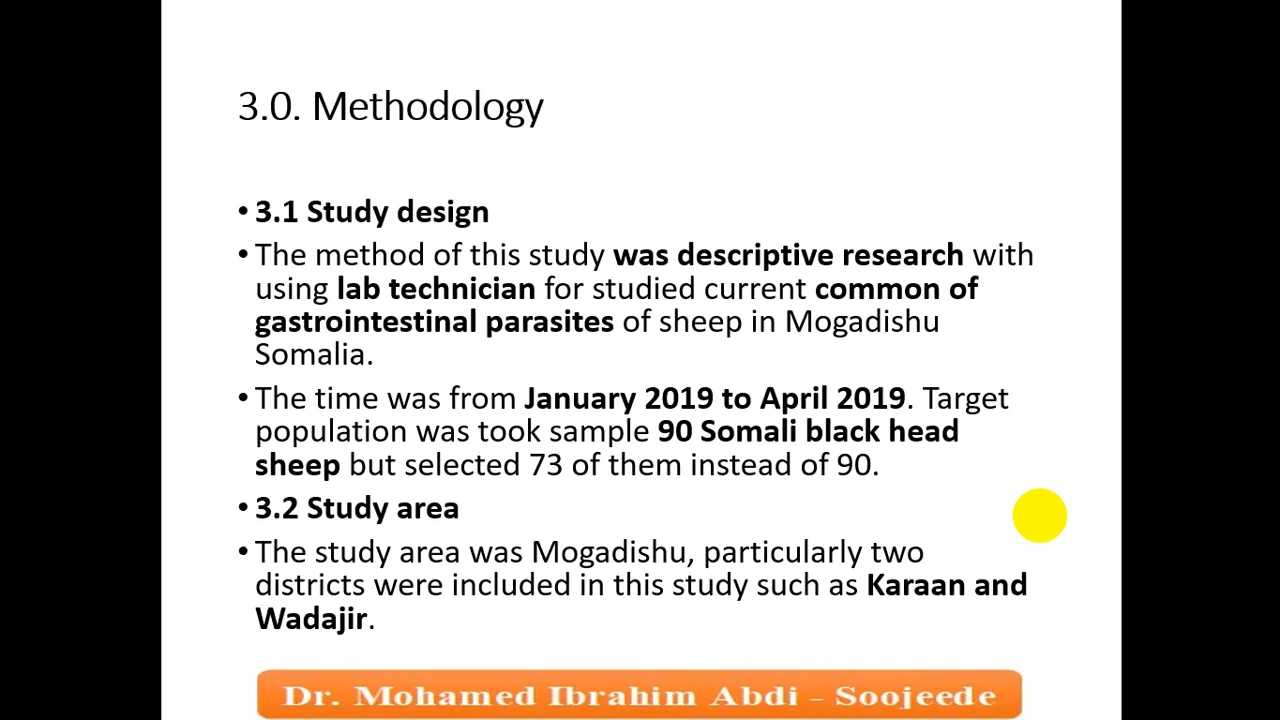 3.0. Methodology
• 3.1 Study design
• The method of this study was descriptive research with
using lab technician for studied current common of
gastrointestinal parasites of sheep in Mogadishu
Somalia.
• The time was from January 2019 to April 2019. Target
population was took sample 90 Somali black head
sheep but selected 73 of them instead of 90.
• 3.2 Study area
• The study area was Mogadishu, particularly two
districts were included in this study such as Karaan and
Wadajir.
Dr. Mohamed Ibrahim Abdi - Soojeede